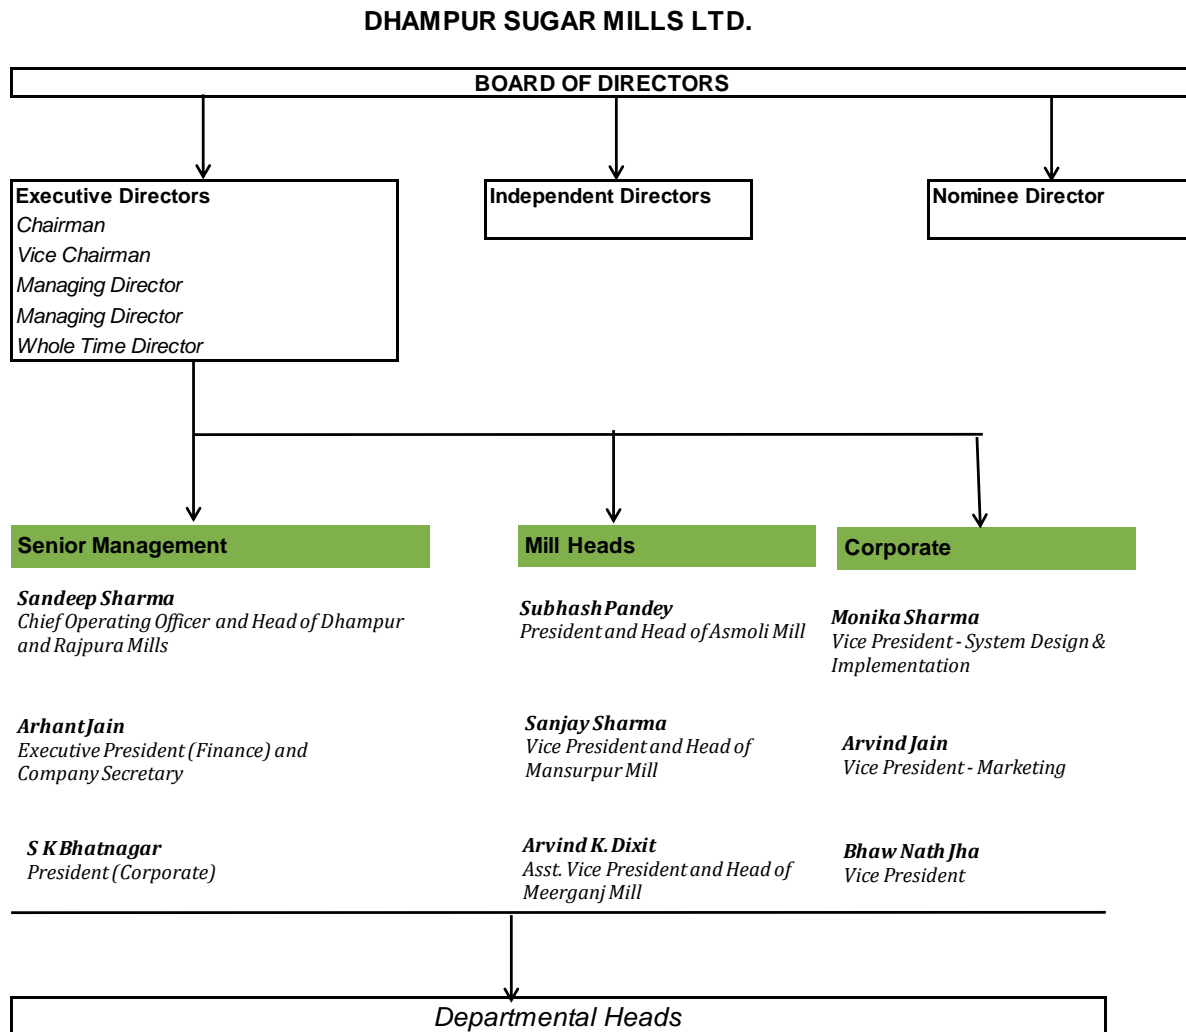 DHAMPUR SUGAR MILLS LTD.
BOARD OF DIRECTORS
Executive Directors
Chairman
Vice Chairman
Managing Director
Managing Director
Whole Time Director
Independent Directors
Nominee Director
Senior Management
Sandeep Sharma
Chief Operating Officer and Head of Dhampur
and Rajpura Mills
Arhant Jain
Executive President (Finance) and
Company Secretary
S K Bhatnagar
President (Corporate)
Mill Heads
Subhash Pandey
President and Head of Asmoli Mill
Sanjay Sharma
Vice President and Head of
Mansurpur Mill
Arvind K. Dixit
Asst. Vice President and Head of
Meerganj Mill
Corporate
Monika Sharma
Vice President - System Design &
Implementation
Arvind Jain
Vice President - Marketing
Bhaw Nath Jha
Vice President
Departmental Heads